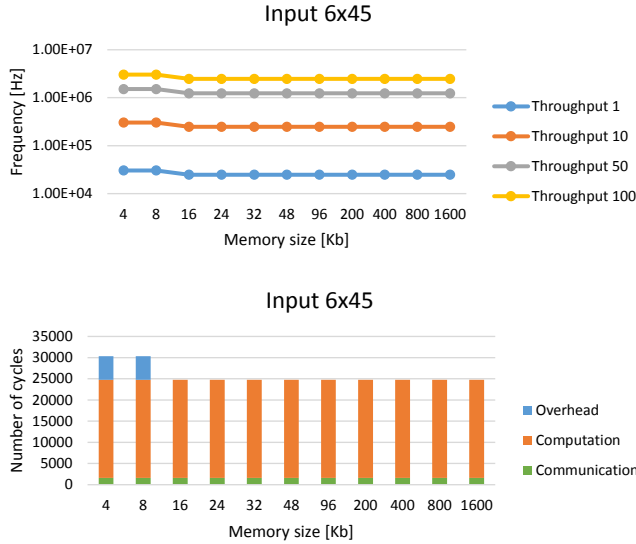 Input 6x45
Frequency [Hz]
1.00E+07
1.00E+06
1.00E+05
1.00E+04
4 8 16 24 32 48 96 200 400 800 1600
Memory size [Kb]
Throughput 1
Throughput 10
Throughput 50
Throughput 100
Input 6x45
Number of cycles
35000
30000
25000
20000
15000
10000
5000
0
4 8 16 24 32 48 96 200 400 800 1600
Memory size [Kb]
Overhead
Computation
Communication